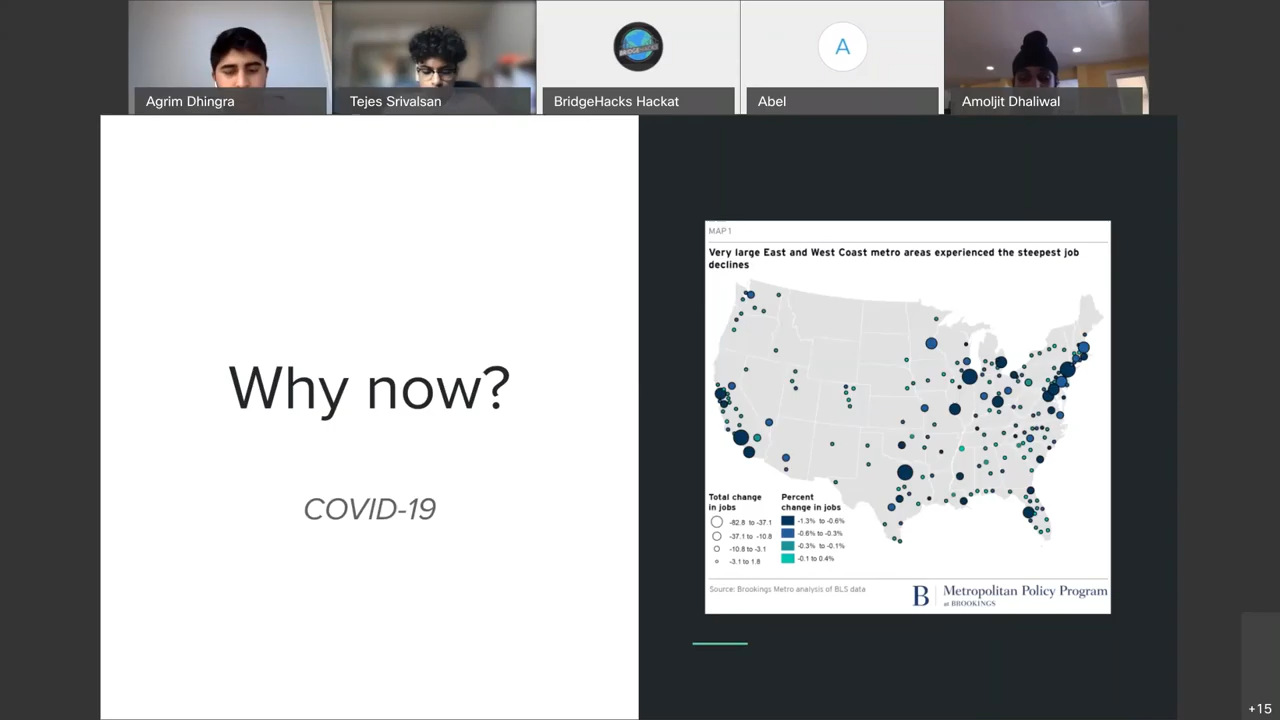 BRIDGEHACKS
A
Agrim Dhingra
Tejes Srivalsan
BridgeHacks Hackat
Abel
Amoljit Dhaliwal
Why now?
COVID-19
MAP 1
Very large East and West Coast metro areas experienced the steepest job
declines
Total change
in jobs
-82.8 to -37.1
-37.1 to -10.8
-10.8 to -3.1
-3.1 to 1.8
Percent
change in jobs
-1.3% to -0.6%
-0.6% to -0.3%
-0.3% to -0.1%
-0.1 to 0.4%
Source: Brookings Metro analysis of BLS data
B
Metropolitan Policy Program
at BROOKINGS
+15